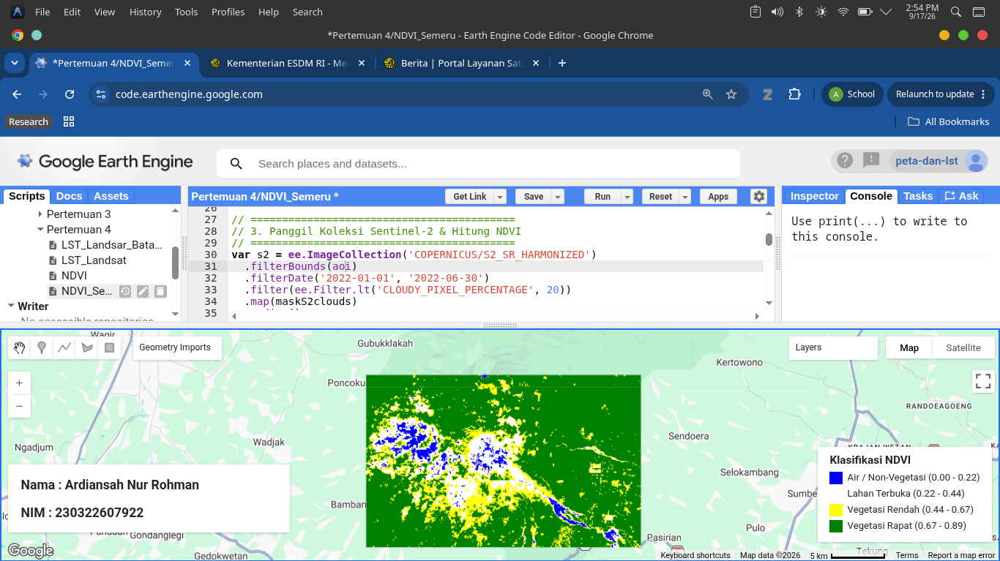 File Edit View History Tools Profiles Help Search
2:54 PM
9/17/26
*Pertemuan 4/NDVI_Semeru - Earth Engine Code Editor - Google Chrome
*Pertemuan 4/NDVI_Semer
Kementerian ESDM RI - Me
Berita | Portal Layanan Sat
code.earthengine.google.com
A School
Relaunch to update
Research
All Bookmarks
Google Earth Engine
Search places and datasets...
peta-dan-lst
Scripts Docs Assets
Pertemuan 3
Pertemuan 4
LST_Landsar_Bata...
LST_Landsat
NDVI
NDVI_Se...
Writer
No accessible repositories
Pertemuan 4/NDVI_Semeru *
Get Link Save Run Reset Apps
26
27 // ==========================================
28 // 3. Panggil Koleksi Sentinel-2 & Hitung NDVI
29 // ==========================================
30 var s2 = ee.ImageCollection('COPERNICUS/S2_SR_HARMONIZED')
31 .filterBounds(aoi)
32 .filterDate('2022-01-01', '2022-06-30')
33 .filter(ee.Filter.lt('CLOUDY_PIXEL_PERCENTAGE', 20))
34 .map(maskS2clouds)
35
Inspector Console Tasks Ask
Use print(...) to write to
this console.
Geometry Imports
Layers
Map Satellite
Wagir
Gubukklakah
Kertowono
Poncokus
RANDOEAGOENG
Ngadjum
Wadjak
Sendoera
KRAJAN WETAN
Selokambang
Bamban
Sumbe
Pulo
Pasirian
Gondanglegi
Gedokwetan
Tekung
Nama : Ardiansah Nur Rohman
NIM : 230322607922
Klasifikasi NDVI
Air / Non-Vegetasi (0.00 - 0.22)
Lahan Terbuka (0.22 - 0.44)
Vegetasi Rendah (0.44 - 0.67)
Vegetasi Rapat (0.67 - 0.89)
Google
Keyboard shortcuts Map data ©2026 5 km Terms Report a map error